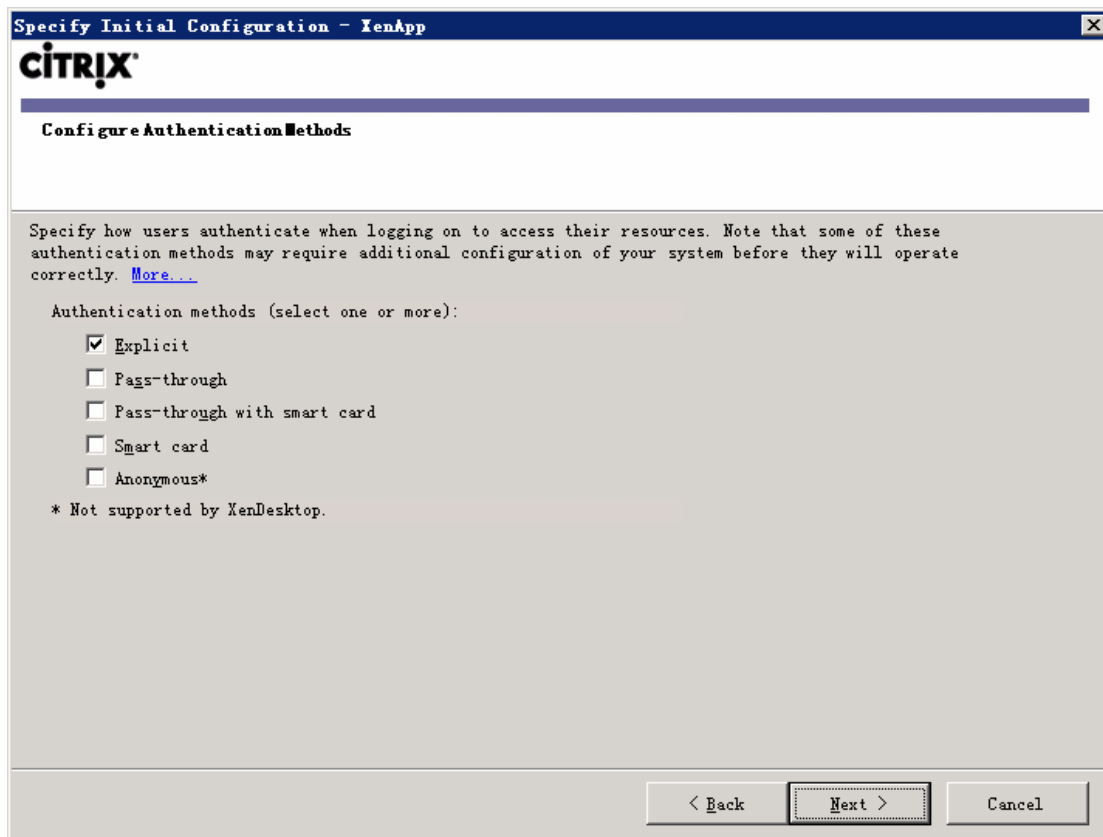 Specify Initial Configuration - XenApp
CİTRIX
Configure Authentication Methods
Specify how users authenticate when logging on to access their resources. Note that some of these
authentication methods may require additional configuration of your system before they will operate
correctly. More...
Authentication methods (select one or more):
Explicit
Pass-through
Pass-through with smart card
Smart card
Anonymous*
* Not supported by XenDesktop.
< Back
Next >
Cancel